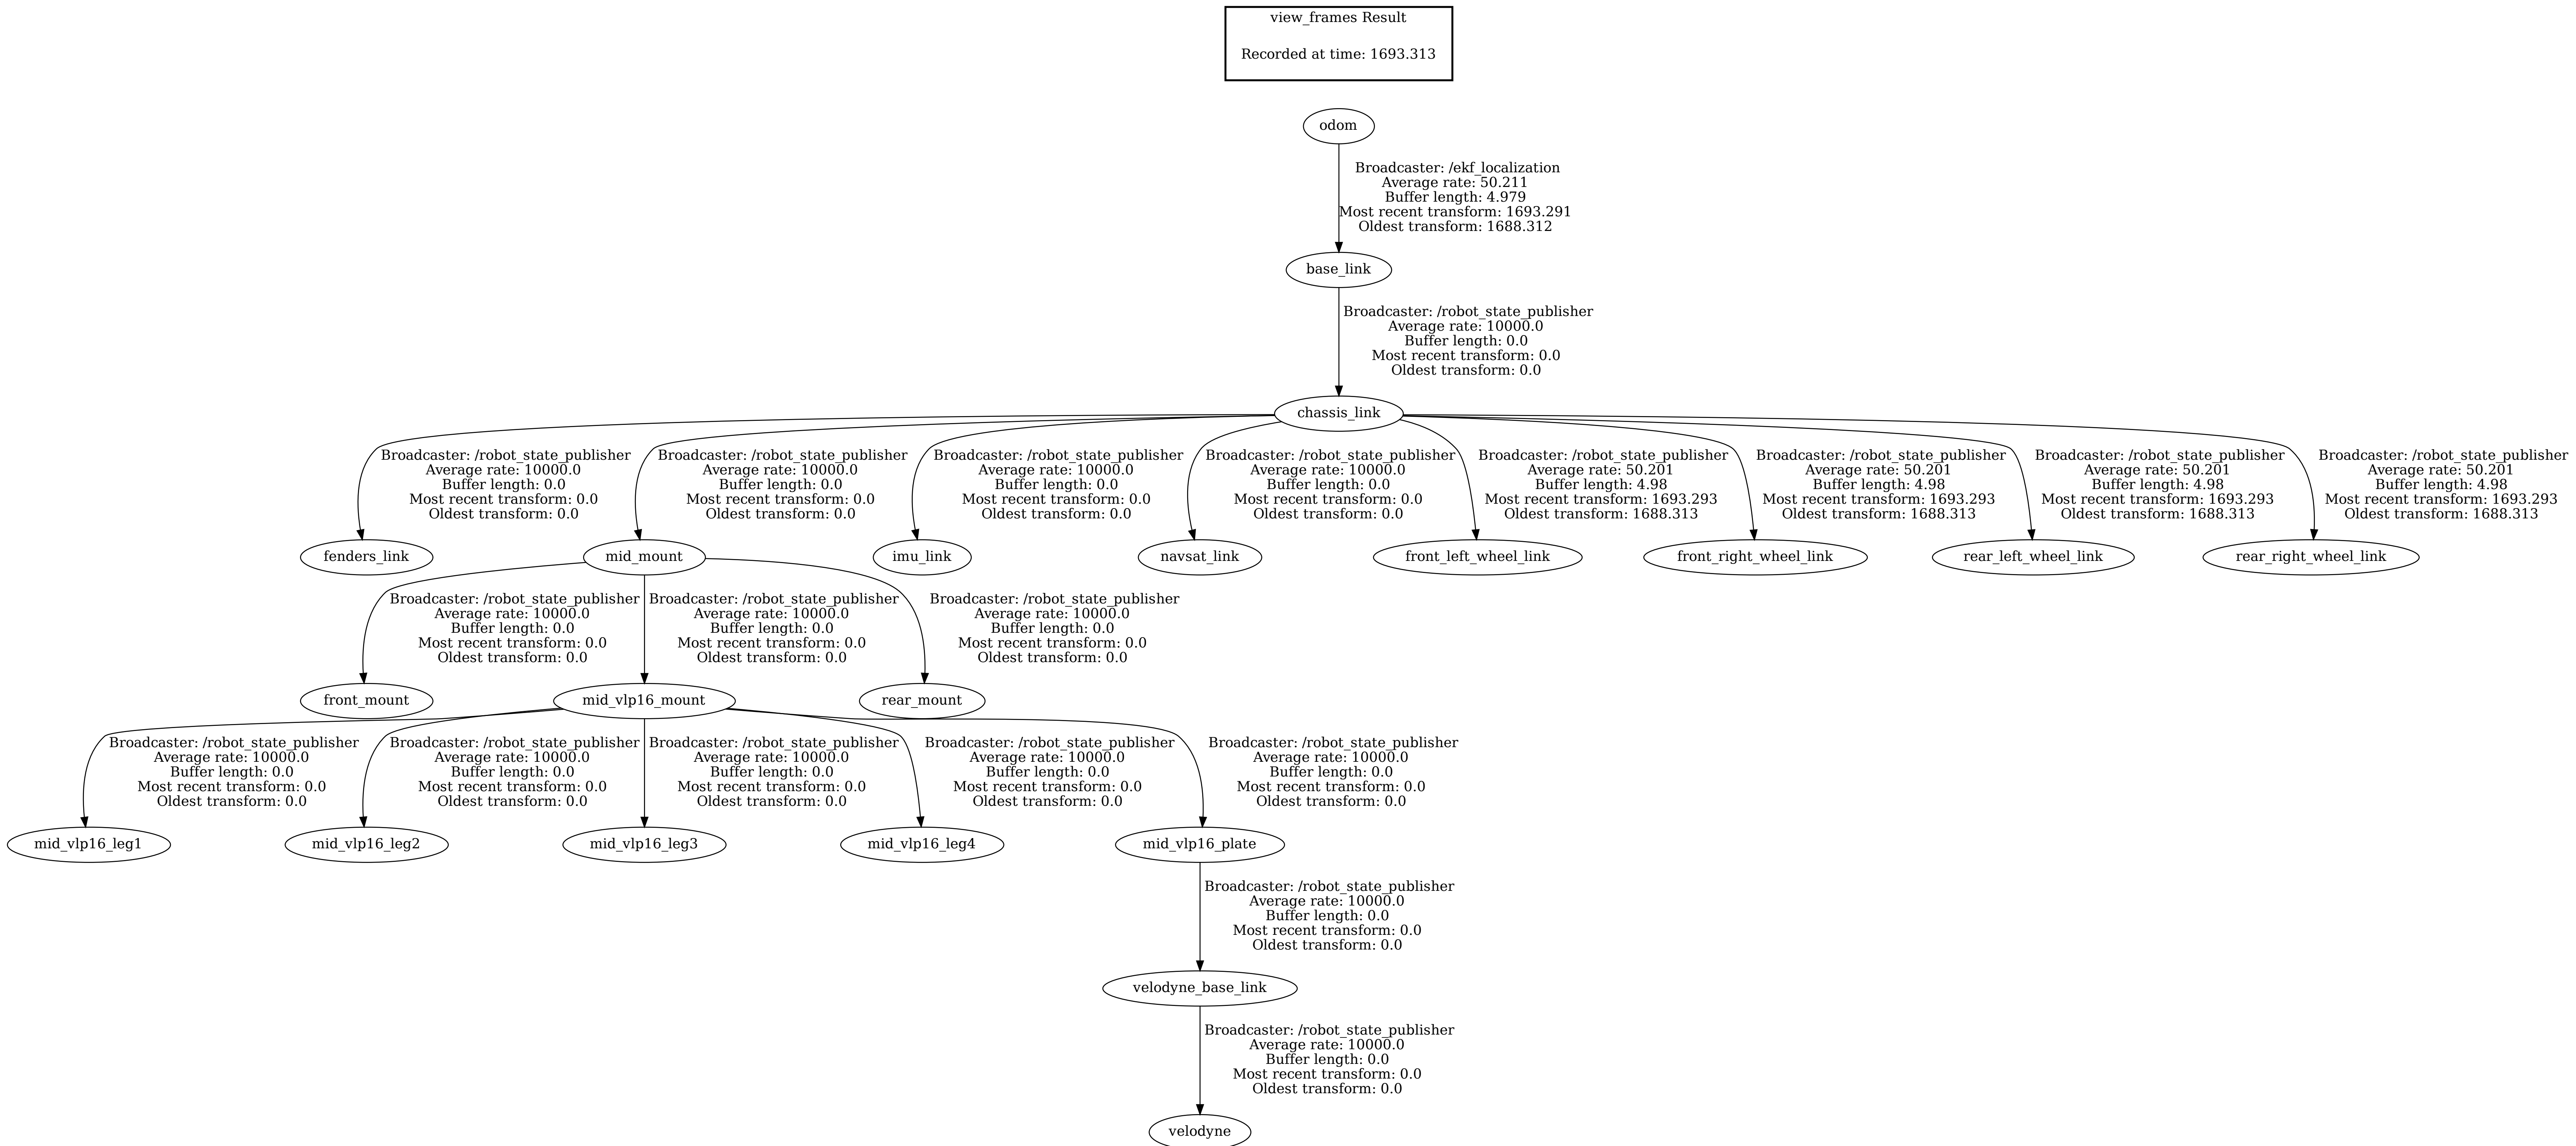 view_frames Result
Recorded at time: 1693.313
odom
Broadcaster: /ekf_localization
Average rate: 50.211
Buffer length: 4.979
Most recent transform: 1693.291
Oldest transform: 1688.312
base_link
Broadcaster: /robot_state_publisher
Average rate: 10000.0
Buffer length: 0.0
Most recent transform: 0.0
Oldest transform: 0.0
chassis_link
Broadcaster: /robot_state_publisher
Average rate: 10000.0
Buffer length: 0.0
Most recent transform: 0.0
Oldest transform: 0.0
Broadcaster: /robot_state_publisher
Average rate: 10000.0
Buffer length: 0.0
Most recent transform: 0.0
Oldest transform: 0.0
Broadcaster: /robot_state_publisher
Average rate: 10000.0
Buffer length: 0.0
Most recent transform: 0.0
Oldest transform: 0.0
Broadcaster: /robot_state_publisher
Average rate: 10000.0
Buffer length: 0.0
Most recent transform: 0.0
Oldest transform: 0.0
Broadcaster: /robot_state_publisher
Average rate: 50.201
Buffer length: 4.98
Most recent transform: 1693.293
Oldest transform: 1688.313
Broadcaster: /robot_state_publisher
Average rate: 50.201
Buffer length: 4.98
Most recent transform: 1693.293
Oldest transform: 1688.313
Broadcaster: /robot_state_publisher
Average rate: 50.201
Buffer length: 4.98
Most recent transform: 1693.293
Oldest transform: 1688.313
Broadcaster: /robot_state_publisher
Average rate: 50.201
Buffer length: 4.98
Most recent transform: 1693.293
Oldest transform: 1688.313
fenders_link
mid_mount
imu_link
navsat_link
front_left_wheel_link
front_right_wheel_link
rear_left_wheel_link
rear_right_wheel_link
Broadcaster: /robot_state_publisher
Average rate: 10000.0
Buffer length: 0.0
Most recent transform: 0.0
Oldest transform: 0.0
Broadcaster: /robot_state_publisher
Average rate: 10000.0
Buffer length: 0.0
Most recent transform: 0.0
Oldest transform: 0.0
Broadcaster: /robot_state_publisher
Average rate: 10000.0
Buffer length: 0.0
Most recent transform: 0.0
Oldest transform: 0.0
front_mount
mid_vlp16_mount
rear_mount
Broadcaster: /robot_state_publisher
Average rate: 10000.0
Buffer length: 0.0
Most recent transform: 0.0
Oldest transform: 0.0
Broadcaster: /robot_state_publisher
Average rate: 10000.0
Buffer length: 0.0
Most recent transform: 0.0
Oldest transform: 0.0
Broadcaster: /robot_state_publisher
Average rate: 10000.0
Buffer length: 0.0
Most recent transform: 0.0
Oldest transform: 0.0
Broadcaster: /robot_state_publisher
Average rate: 10000.0
Buffer length: 0.0
Most recent transform: 0.0
Oldest transform: 0.0
Broadcaster: /robot_state_publisher
Average rate: 10000.0
Buffer length: 0.0
Most recent transform: 0.0
Oldest transform: 0.0
mid_vlp16_leg1
mid_vlp16_leg2
mid_vlp16_leg3
mid_vlp16_leg4
mid_vlp16_plate
Broadcaster: /robot_state_publisher
Average rate: 10000.0
Buffer length: 0.0
Most recent transform: 0.0
Oldest transform: 0.0
velodyne_base_link
Broadcaster: /robot_state_publisher
Average rate: 10000.0
Buffer length: 0.0
Most recent transform: 0.0
Oldest transform: 0.0
velodyne